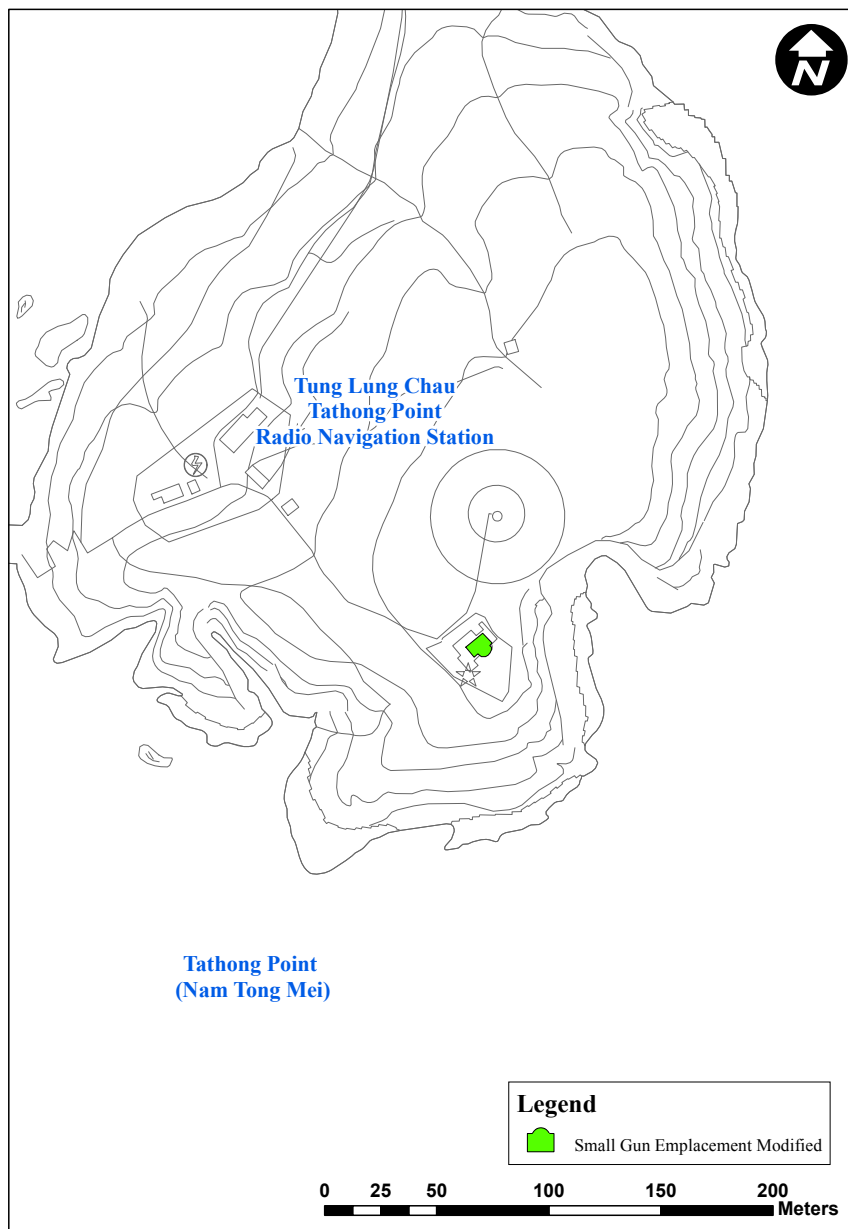 N
Tung Lung Chau
Tathong Point
Radio Navigation Station
Tathong Point
(Nam Tong Mei)
Legend
Small Gun Emplacement Modified
0 25 50 100 150 200
Meters